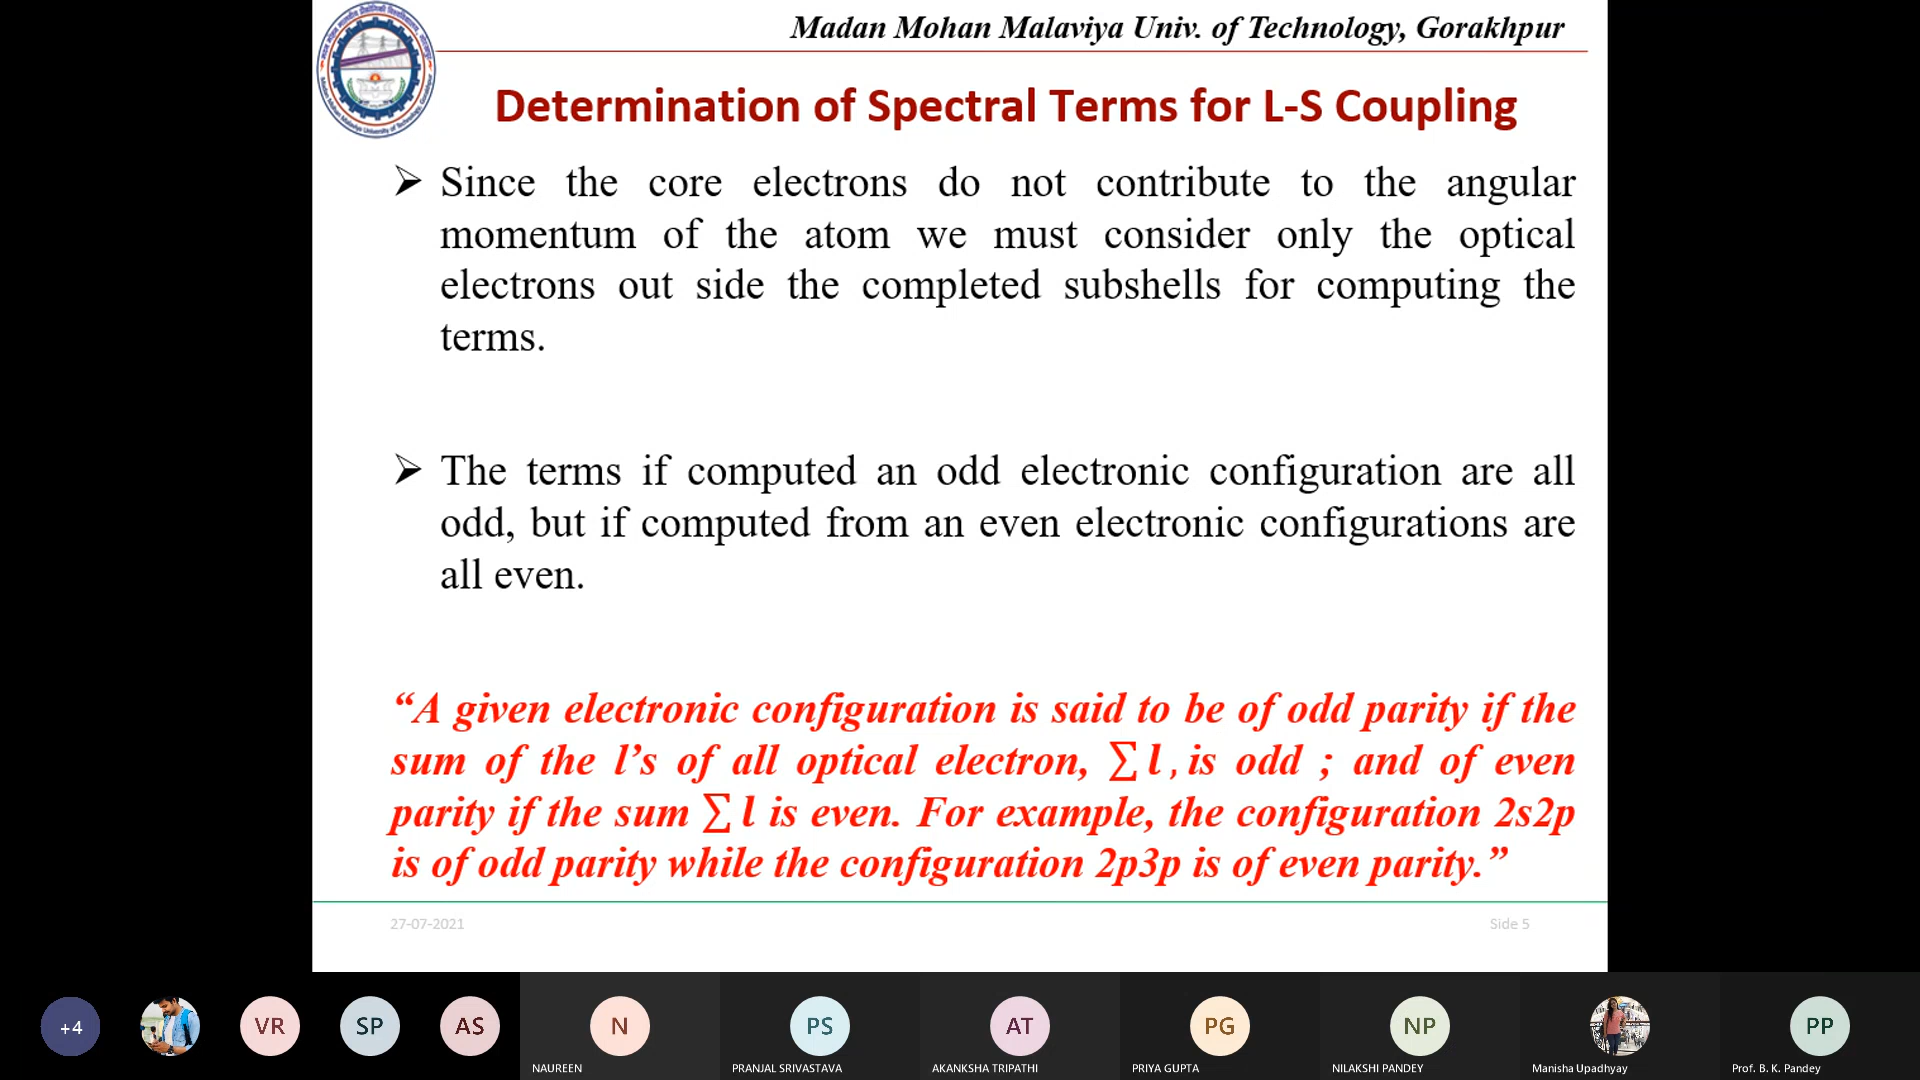 Madan Mohan Malaviya Univ. of Technology, Gorakhpur
Determination of Spectral Terms for L-S Coupling
➢ Since the core electrons do not contribute to the angular
momentum of the atom we must consider only the optical
electrons out side the completed subshells for computing the
terms.
➢ The terms if computed an odd electronic configuration are all
odd, but if computed from an even electronic configurations are
all even.
“A given electronic configuration is said to be of odd parity if the
sum of the l’s of all optical electron, ∑ l , is odd ; and of even
parity if the sum ∑ l is even. For example, the configuration 2s2p
is of odd parity while the configuration 2p3p is of even parity.”
27-07-2021
Side 5
+4
VR
SP
AS
N
PS
AT
PG
NP
PP
NAUREEN
PRANJAL SRIVASTAVA
AKANKSHA TRIPATHI
PRIYA GUPTA
NILAKSHI PANDEY
Manisha Upadhyay
Prof. B. K. Pandey